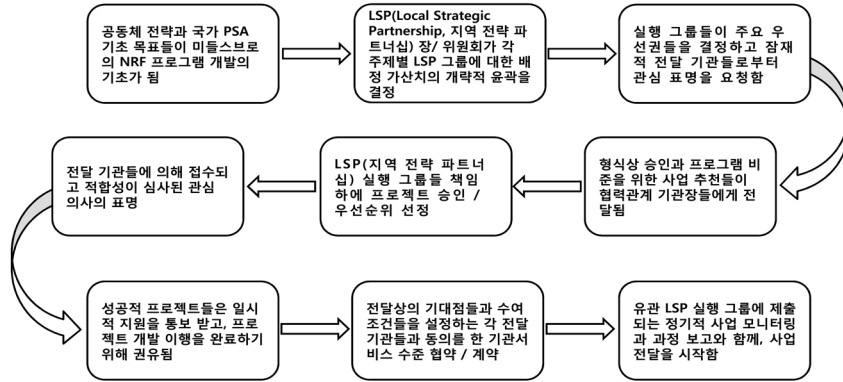 공동체 전략과 국가 PSA
기초 목표들이 미들스브로
의 NRF 프로그램 개발의
기초가 됨
LSP(Local Strategic
Partnership, 지역 전략 파
트너십) 장/ 위원회가 각
주제별 LSP 그룹에 대한 배
정 가산치의 개략적 윤곽을
결정
실행 그룹들이 주요 우
선권들을 결정하고 잠재
적 전달 기관들로부터
관심 표명을 요청함
형식상 승인과 프로그램 비
준을 위한 사업 추천들이
협력관계 기관장들에게 전
달됨
LSP(지역 전략 파트너
십) 실행 그룹들 책임
하에 프로젝트 승인 /
우선순위 선정
전달 기관들에 의해 접수되
고 적합성이 심사된 관심
의사의 표명
성공적 프로젝트들은 일시
적 지원을 통보 받고, 프로
젝트 개발 이행을 완료하기
위해 권유됨
전달상의 기대점들과 수여
조건들을 설정하는 각 전달
기관들과 동의를 한 기관서
비스 수준 협약 / 계약
유관 LSP 실행 그룹에 제출
되는 정기적 사업 모니터링
과 과정 보고와 함께, 사업
전달을 시작함